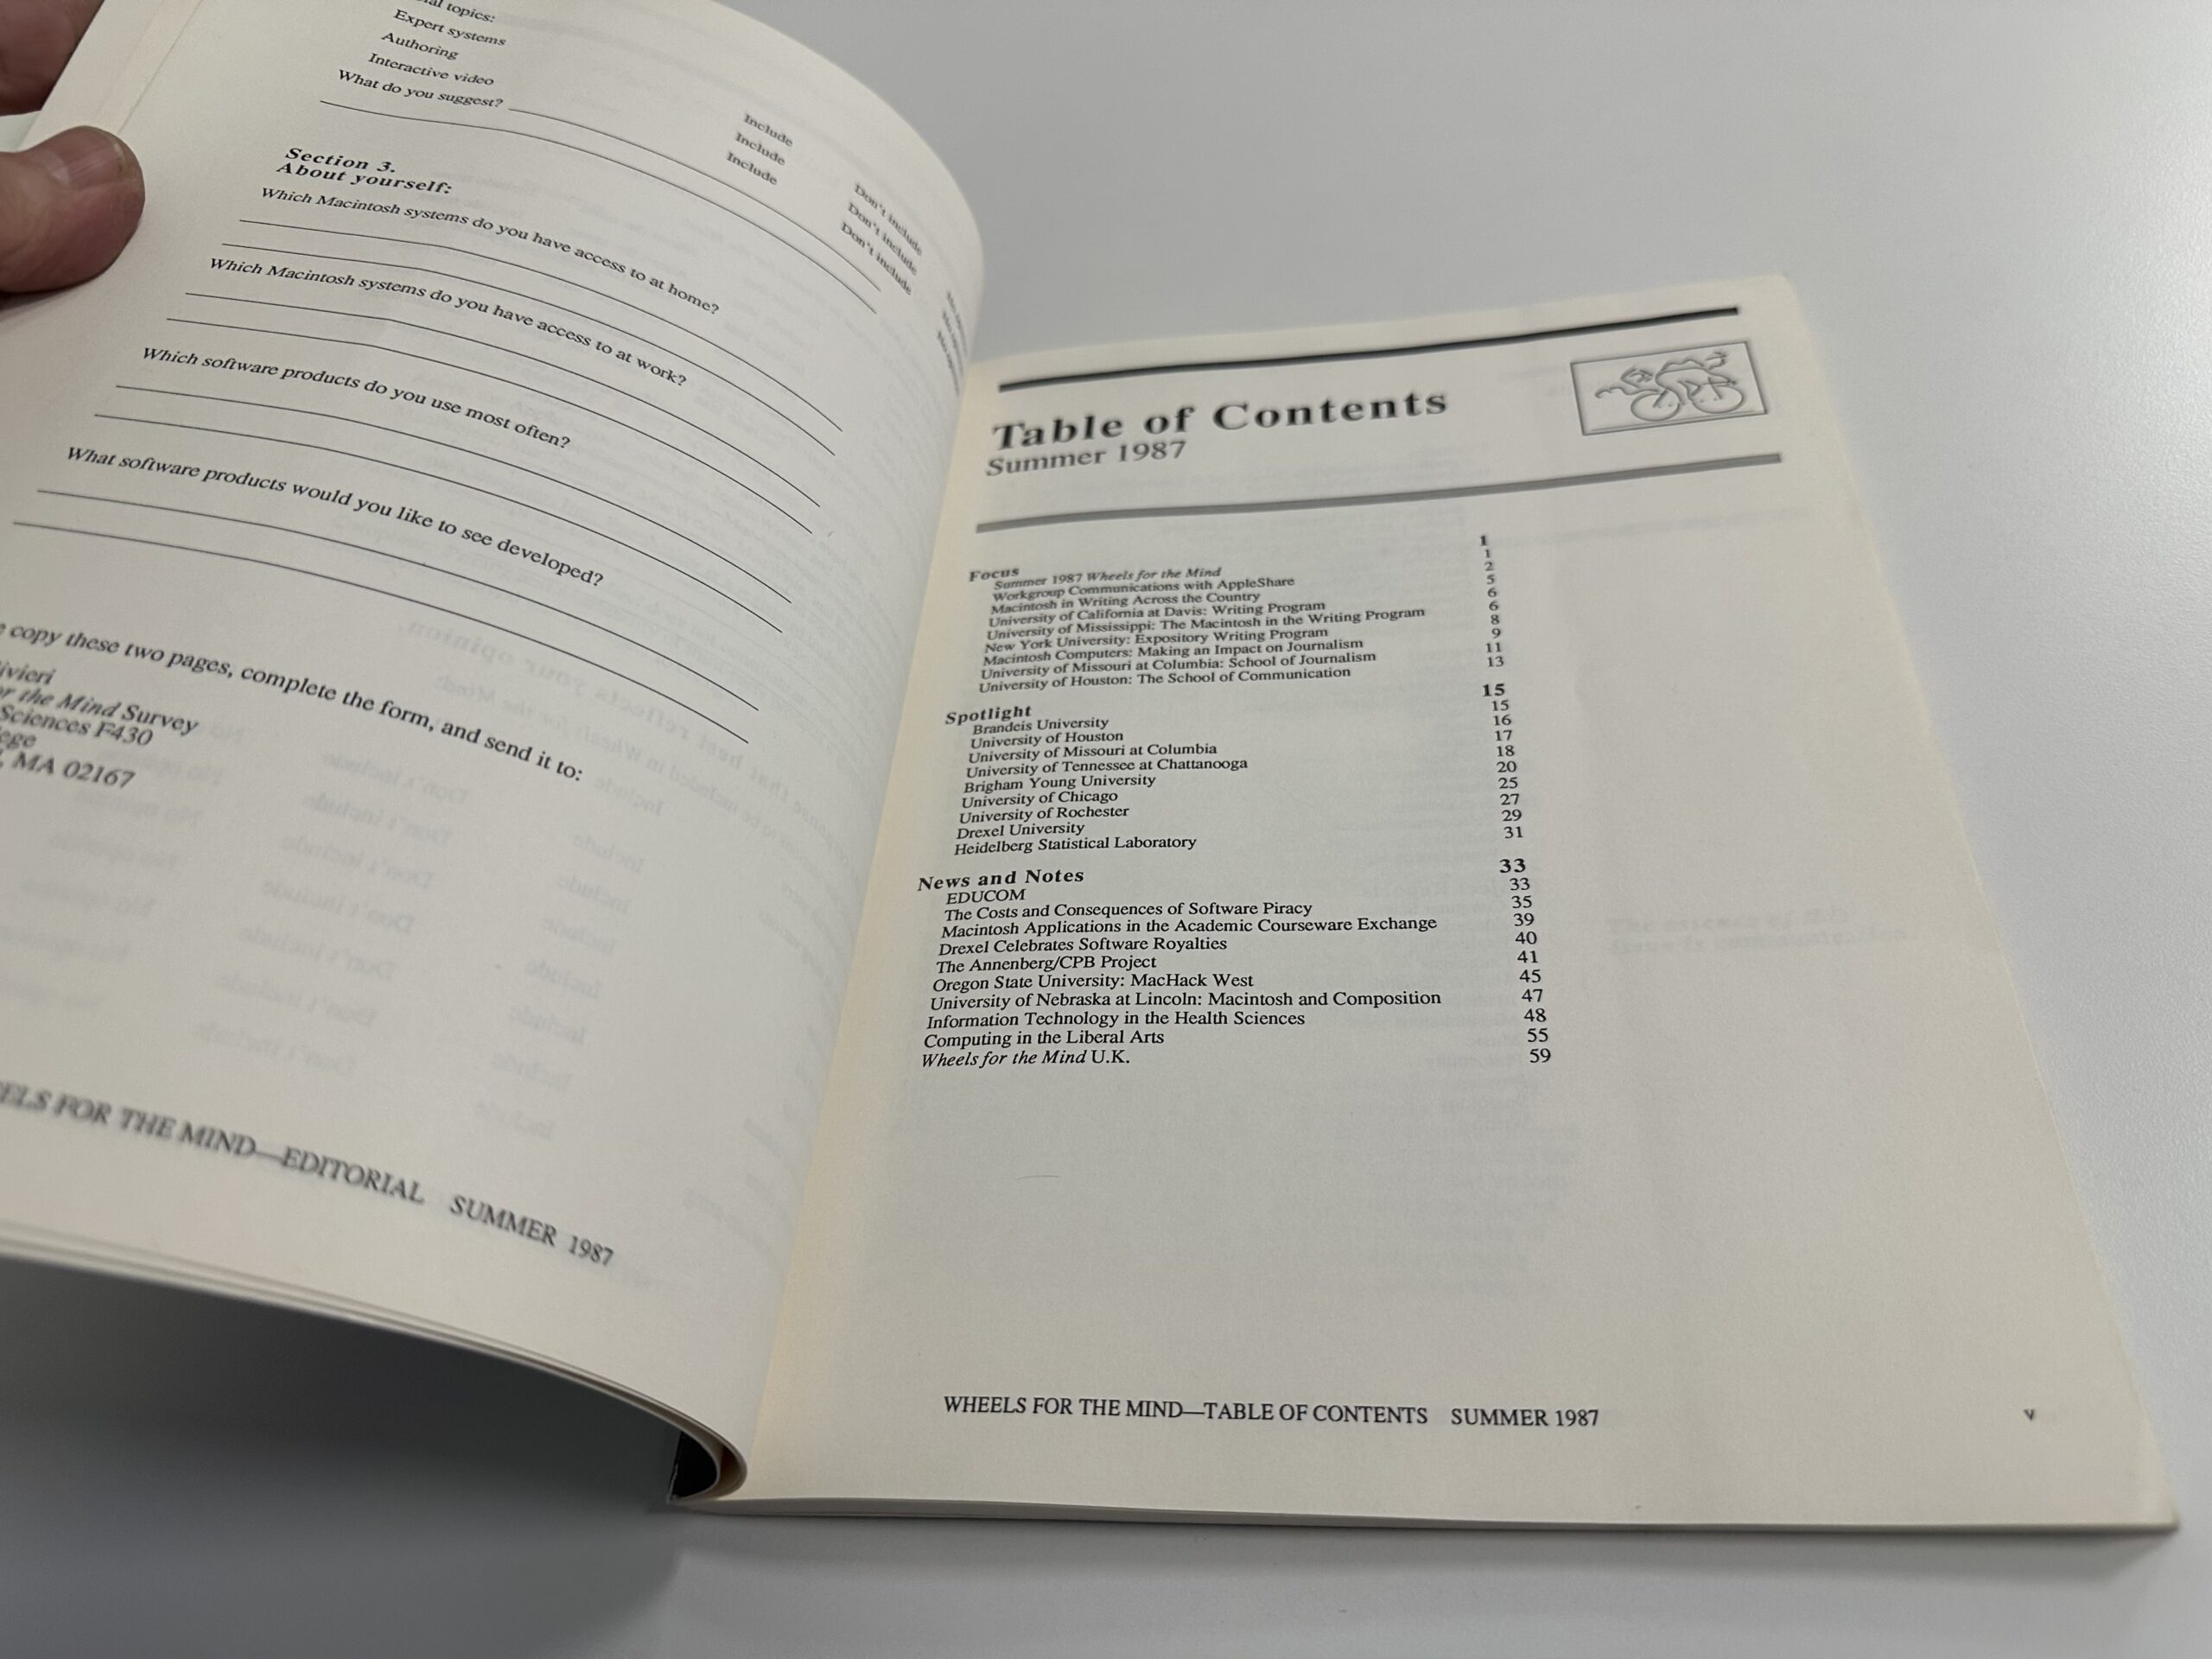 topics:
Expert systems
Authoring
Interactive video
What do you suggest?
Include
Include
Include
Don't include
Don't include
Don't include
Section 3.
About yourself:
Which Macintosh systems do you have access to at home?
Which Macintosh systems do you have access to at work?
Which software products do you use most often?
What software products would you like to see developed?
copy these two pages, complete the form, and send it to:
ivieri
or the Mind Survey
Sciences F430
ege
, MA 02167
ELS FOR THE MIND—EDITORIAL SUMMER 1987
Table of Contents
Summer 1987
Focus 1
Summer 1987 Wheels for the Mind 1
Workgroup Communications with AppleShare 2
Macintosh in Writing Across the Country 5
University of California at Davis: Writing Program 6
University of Mississippi: The Macintosh in the Writing Program 6
New York University: Expository Writing Program 8
Macintosh Computers: Making an Impact on Journalism 9
University of Missouri at Columbia: School of Journalism 11
University of Houston: The School of Communication 13
Spotlight 15
Brandeis University 15
University of Houston 16
University of Missouri at Columbia 17
University of Tennessee at Chattanooga 18
Brigham Young University 20
University of Chicago 25
University of Rochester 27
Drexel University 29
Heidelberg Statistical Laboratory 31
News and Notes 33
EDUCOM 33
The Costs and Consequences of Software Piracy 35
Macintosh Applications in the Academic Courseware Exchange 39
Drexel Celebrates Software Royalties 40
The Annenberg/CPB Project 41
Oregon State University: MacHack West 45
University of Nebraska at Lincoln: Macintosh and Composition 47
Information Technology in the Health Sciences 48
Computing in the Liberal Arts 55
Wheels for the Mind U.K. 59
WHEELS FOR THE MIND—TABLE OF CONTENTS SUMMER 1987 v